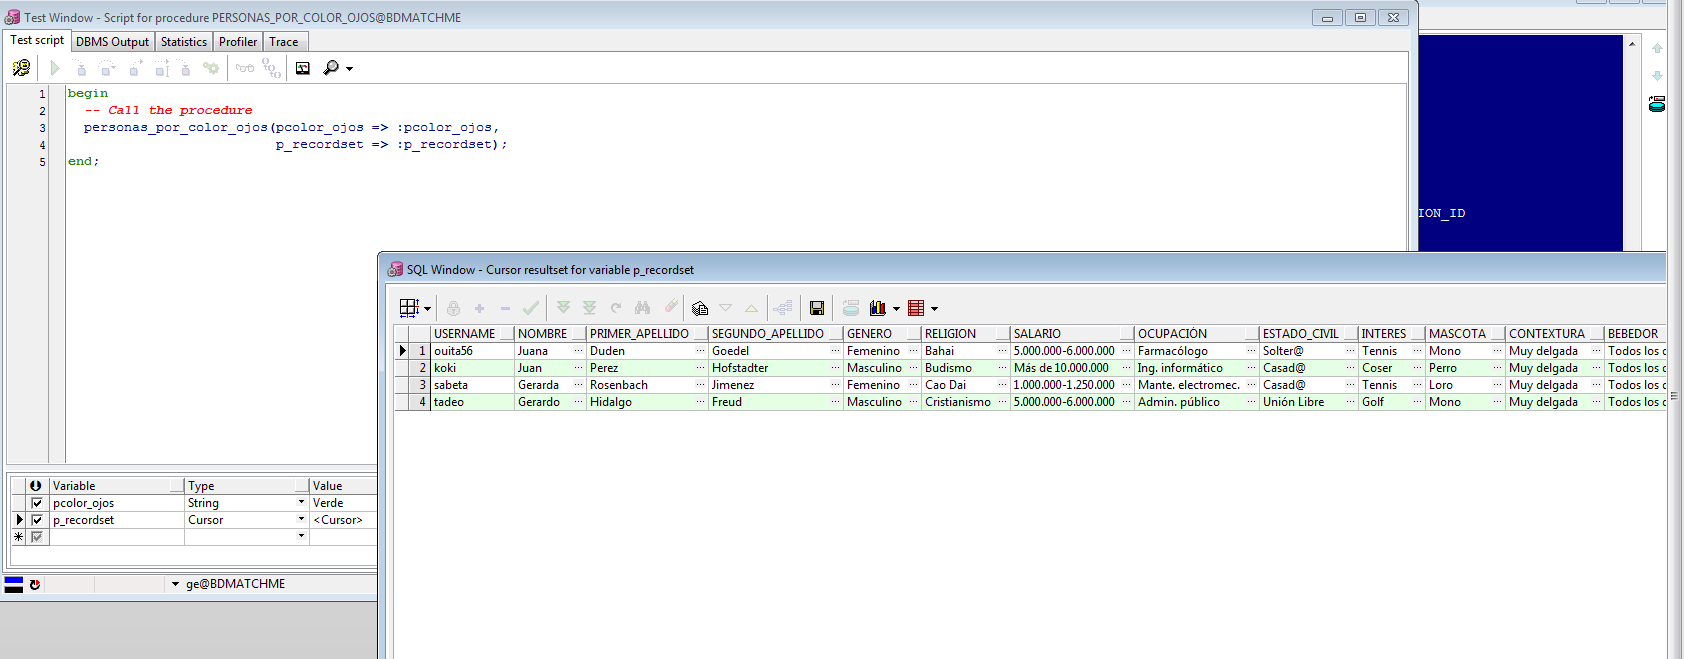 Test Window - Script for procedure PERSONAS_POR_COLOR_OJOS@BDMATCHME
Test script DBMS Output Statistics Profiler Trace
1 begin
2 -- Call the procedure
3 personas_por_color_ojos(pcolor_ojos => :pcolor_ojos,
4 p_recordset => :p_recordset);
5 end;
ION_ID
SQL Window - Cursor resultset for variable p_recordset
USERNAME NOMBRE PRIMER_APELLIDO SEGUNDO_APELLIDO GENERO RELIGION SALARIO OCUPACIÓN ESTADO_CIVIL INTERES MASCOTA CONTEXTURA BEBEDOR
1 ouita56 Juana Duden Goedel Femenino Bahai 5.000.000-6.000.000 Farmacólogo Solter@ Tennis Mono Muy delgada Todos los
2 koki Juan Perez Hofstadter Masculino Budismo Más de 10.000.000 Ing. informático Casad@ Coser Perro Muy delgada Todos los
3 sabeta Gerarda Rosenbach Jimenez Femenino Cao Dai 1.000.000-1.250.000 Mante. electromec. Casad@ Tennis Loro Muy delgada Todos los
4 tadeo Gerardo Hidalgo Freud Masculino Cristianismo 5.000.000-6.000.000 Admin. público Unión Libre Golf Mono Muy delgada Todos los
Variable Type Value
pcolor_ojos String Verde
p_recordset Cursor <Cursor>
ge@BDMATCHME